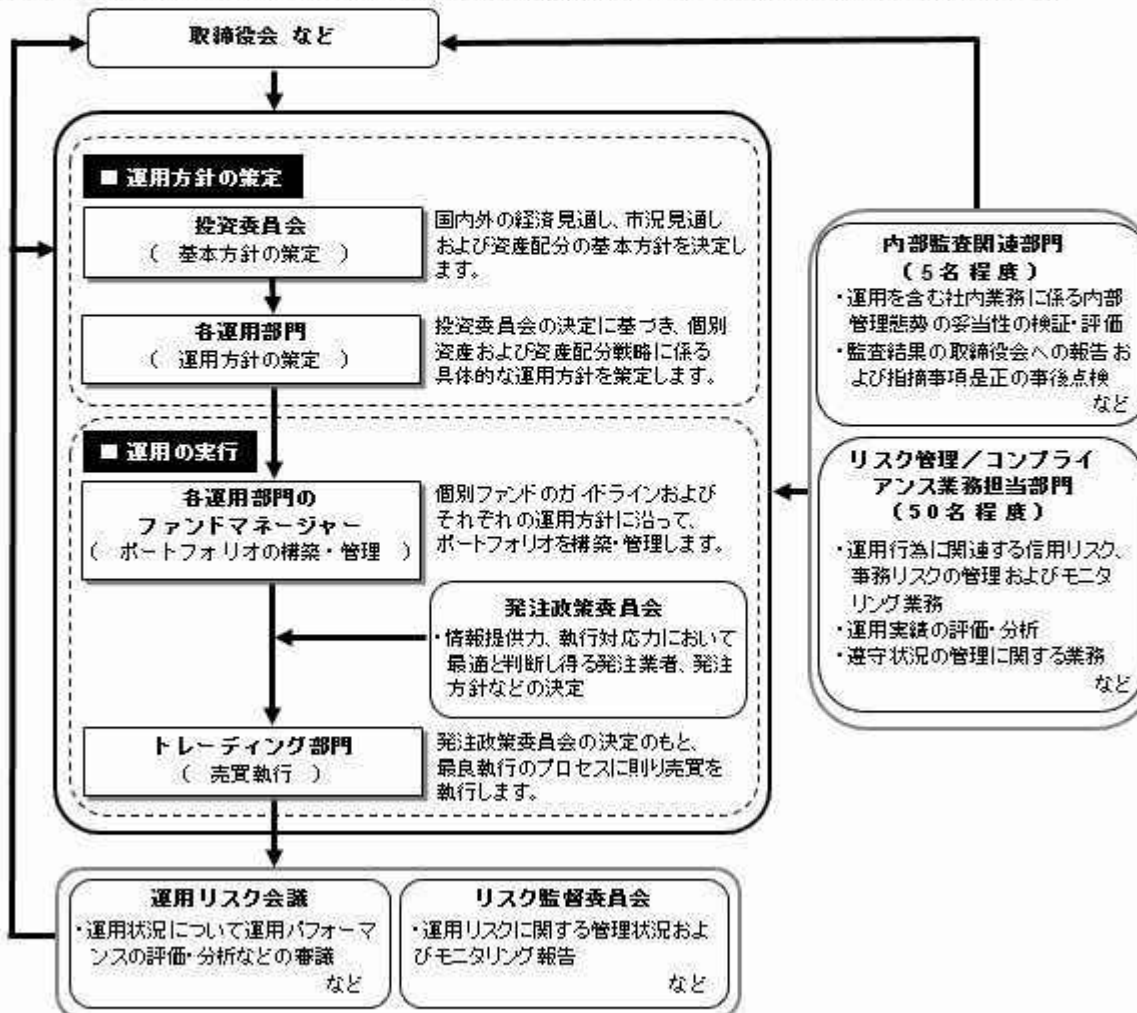 取締役会 など
■ 運用方針の策定
投資委員会
( 基本方針の策定 )
国内外の経済見通し、市況見通し
および資産配分の基本方針を決定し
ます。
各運用部門
( 運用方針の策定 )
投資委員会の決定に基づき、個別
資産および資産配分戦略に係る
具体的な運用方針を策定します。
■ 運用の実行
各運用部門の
ファンドマネージャー
( ポートフォリオの構築・管理 )
個別ファンドのガイドラインおよび
それぞれの運用方針に沿って、
ポートフォリオを構築・管理します。
発注政策委員会
・情報提供力、執行対応力において
最適と判断し得る発注業者、発注
方針などの決定
トレーディング部門
( 売買執行 )
発注政策委員会の決定のもと、
最良執行のプロセスに則り売買を
執行します。
内部監査関連部門
(5名程度)
・運用を含む社内業務に係る内部
管理態勢の妥当性の検証・評価
・監査結果の取締役会への報告お
よび指摘事項是正の事後点検
など
リスク管理/コンプライ
アンス業務担当部門
(50名程度)
・運用行為に関連する信用リスク、
事務リスクの管理およびモニタ
リング業務
・運用実績の評価・分析
・遵守状況の管理に関する業務
など
運用リスク会議
・運用状況について運用パフォーマ
ンスの評価・分析などの審議
など
リスク監督委員会
・運用リスクに関する管理状況およ
びモニタリング報告
など